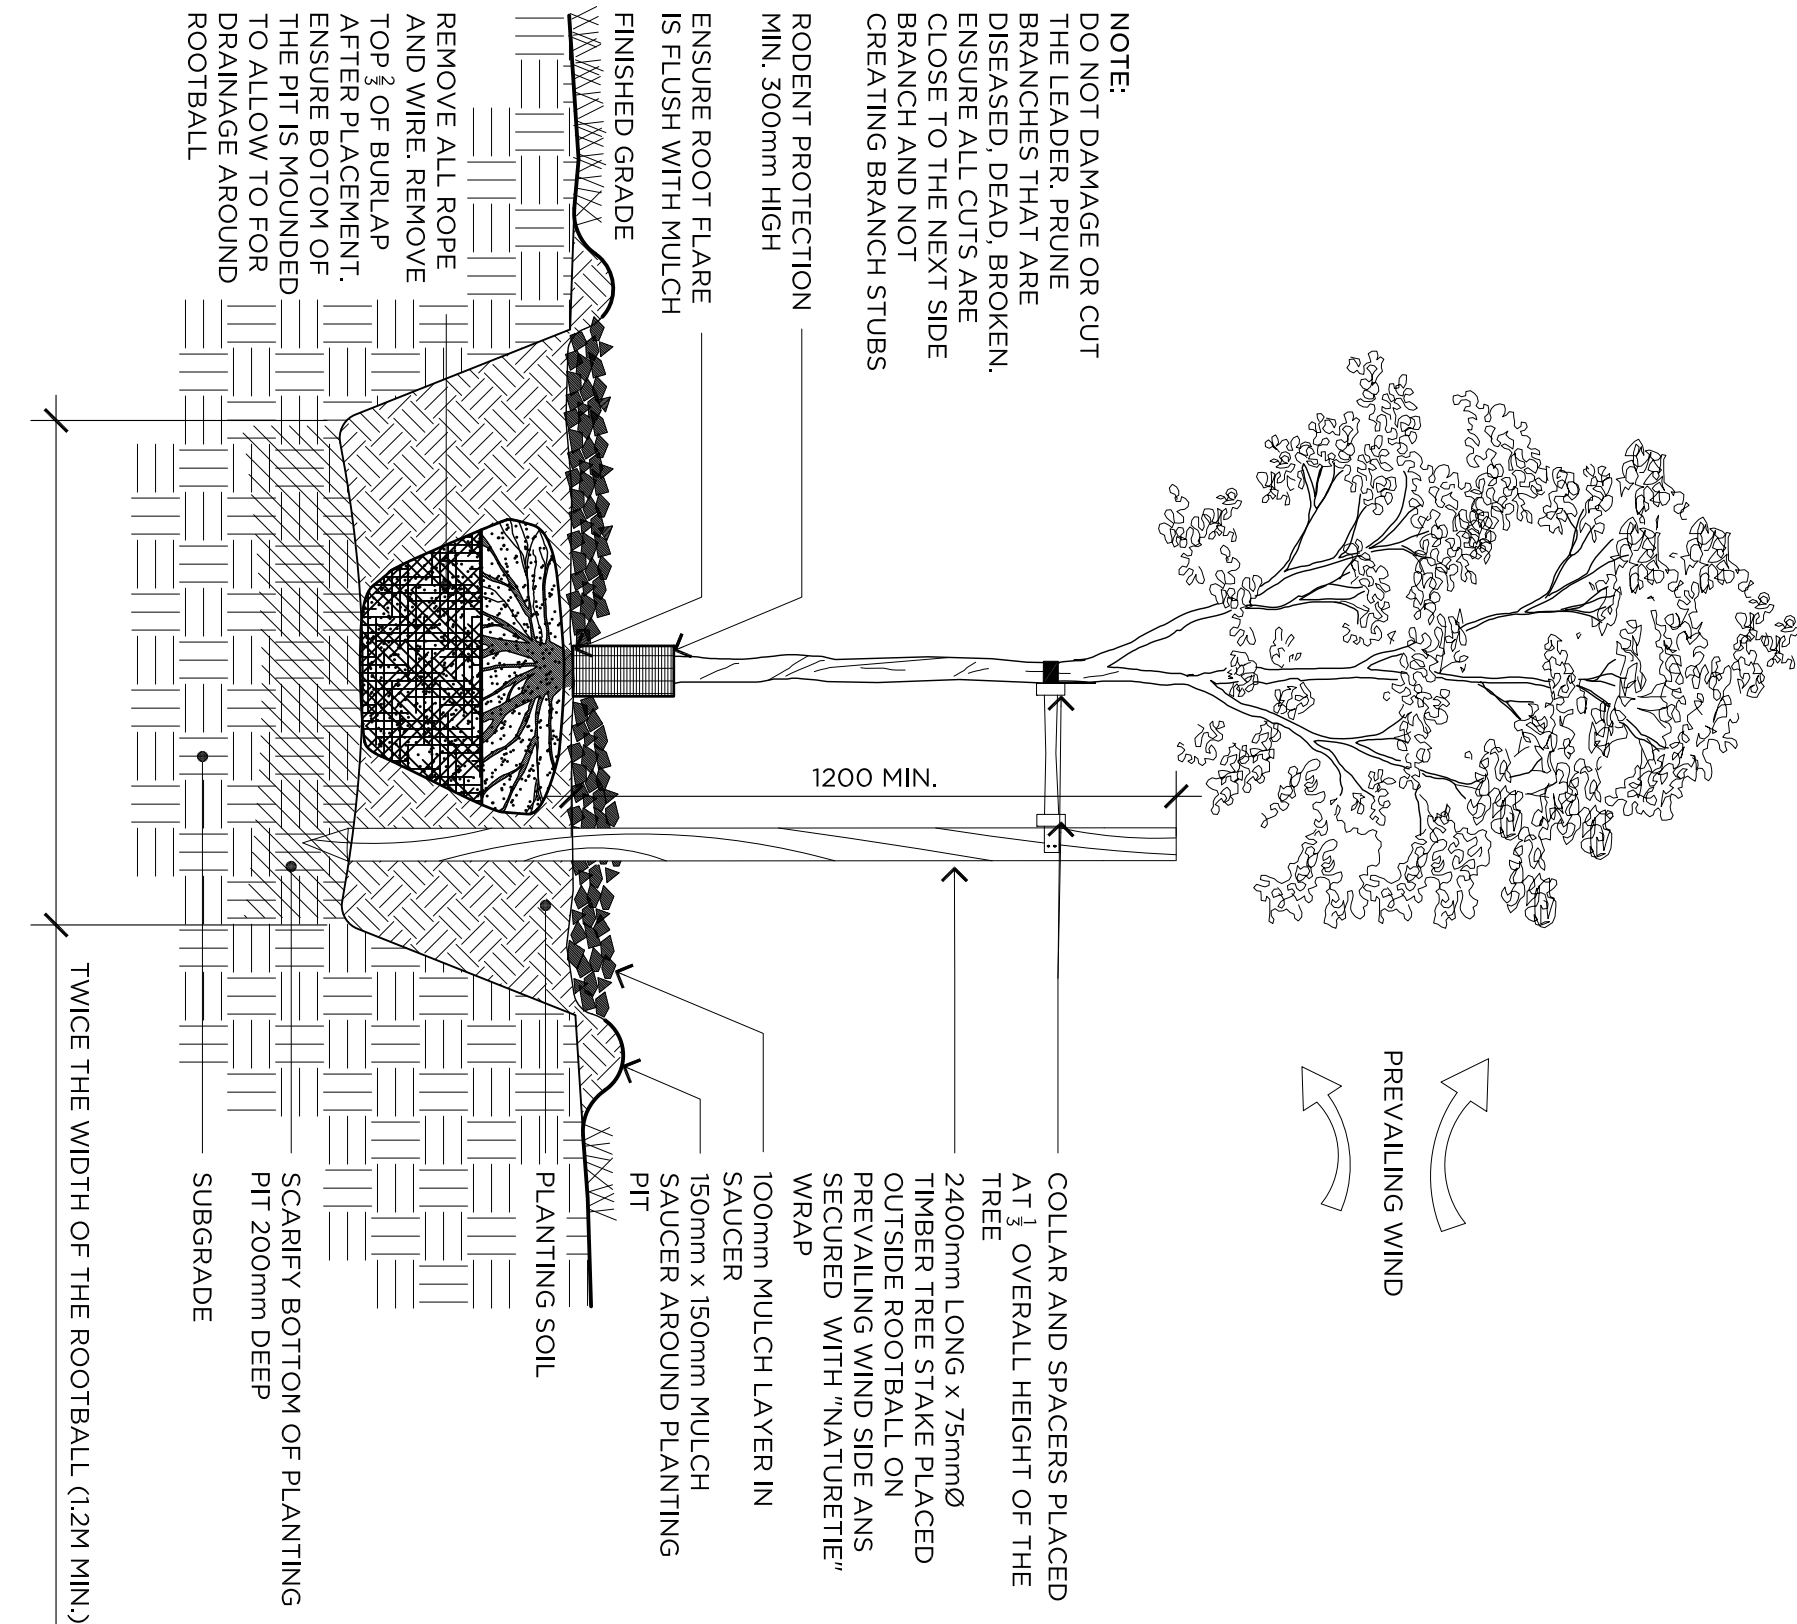 NOTE:
DO NOT DAMAGE OR CUT
THE LEADER. PRUNE
BRANCHES THAT ARE
DISEASED, DEAD, BROKEN.
ENSURE ALL CUTS ARE
CLOSE TO THE NEXT SIDE
BRANCH AND NOT
CREATING BRANCH STUBS
RODENT PROTECTION
MIN. 300mm HIGH
ENSURE ROOT FLARE
IS FLUSH WITH MULCH
FINISHED GRADE
REMOVE ALL ROPE
AND WIRE. REMOVE
TOP 2/3 OF BURLAP
AFTER PLACEMENT.
ENSURE BOTOM OF
THE PIT IS MOUNDED
TO ALLOW TO FOR
DRAINAGE AROUND
ROOTBALL
1200 MIN.
PREVAILING WIND
COLLAR AND SPACERS PLACED
AT 1/3 OVERALL HEIGHT OF THE
TREE
2400mm LONG x 75mmØ
TIMBER TREE STAKE PLACED
OUTSIDE ROOTBALL ON
PREVAILING WIND SIDE ANS
SECURED WITH "NATURETIE"
WRAP
100mm MULCH LAYER IN
SAUCER
150mm x 150mm MULCH
SAUCER AROUND PLANTING
PIT
PLANTING SOIL
SCARIFY BOTTOM OF PLANTING
PIT 200mm DEEP
SUBGRADE
TWICE THE WIDTH OF THE ROOTBALL (1.2M MIN.)